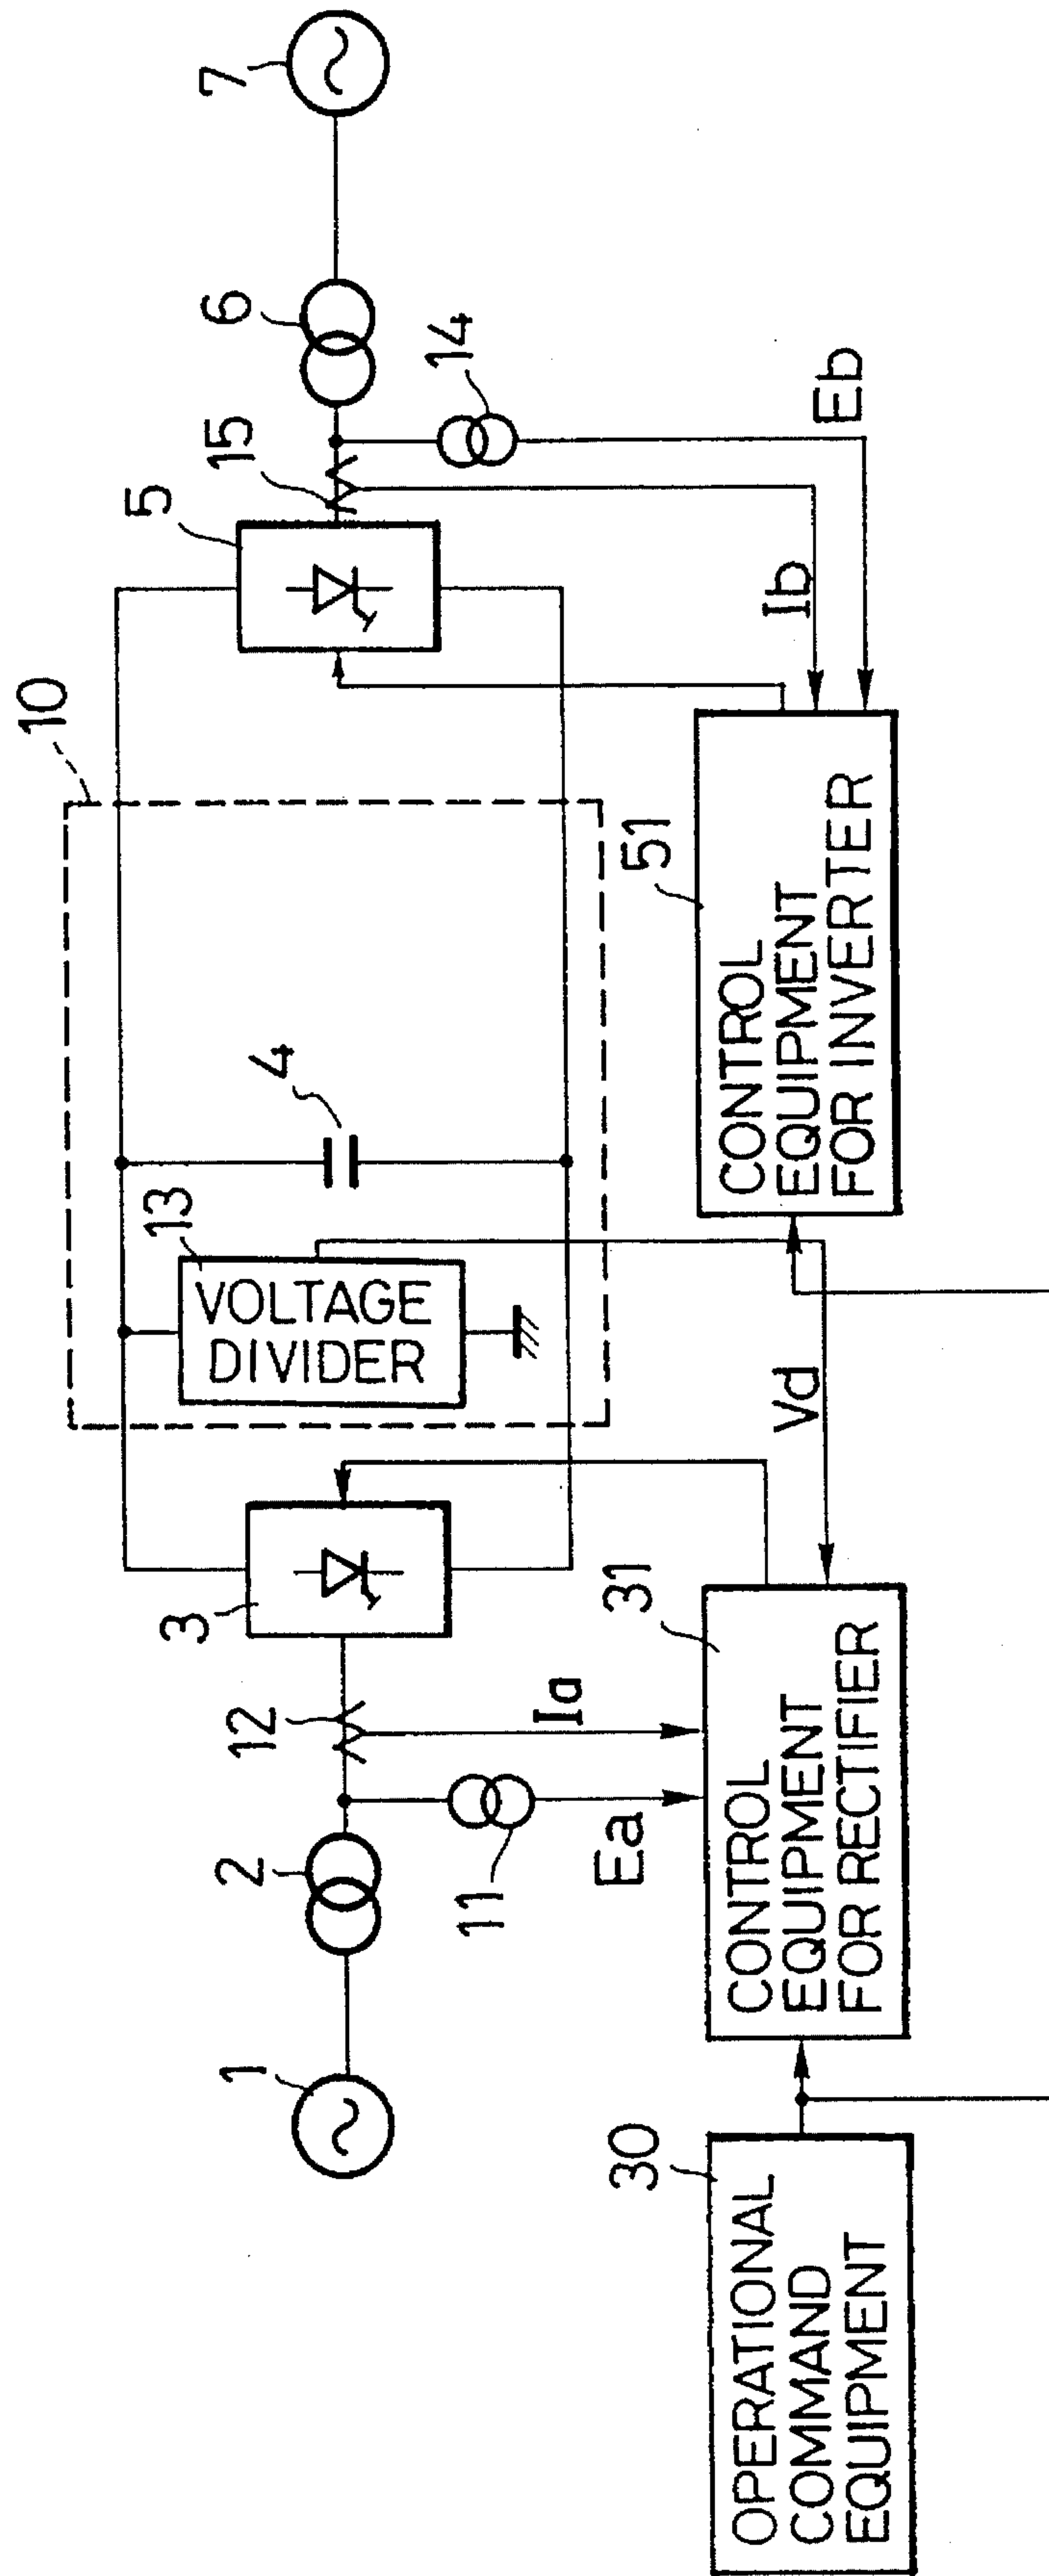 1
2
3
12
11
Ea
Ia
10
13
VOLTAGE
DIVIDER
4
5
15
6
14
7
Eb
Ib
Vd
30
OPERATIONAL
COMMAND
EQUIPMENT
31
CONTROL
EQUIPMENT
FOR RECTIFIER
51
CONTROL
EQUIPMENT
FOR INVERTER